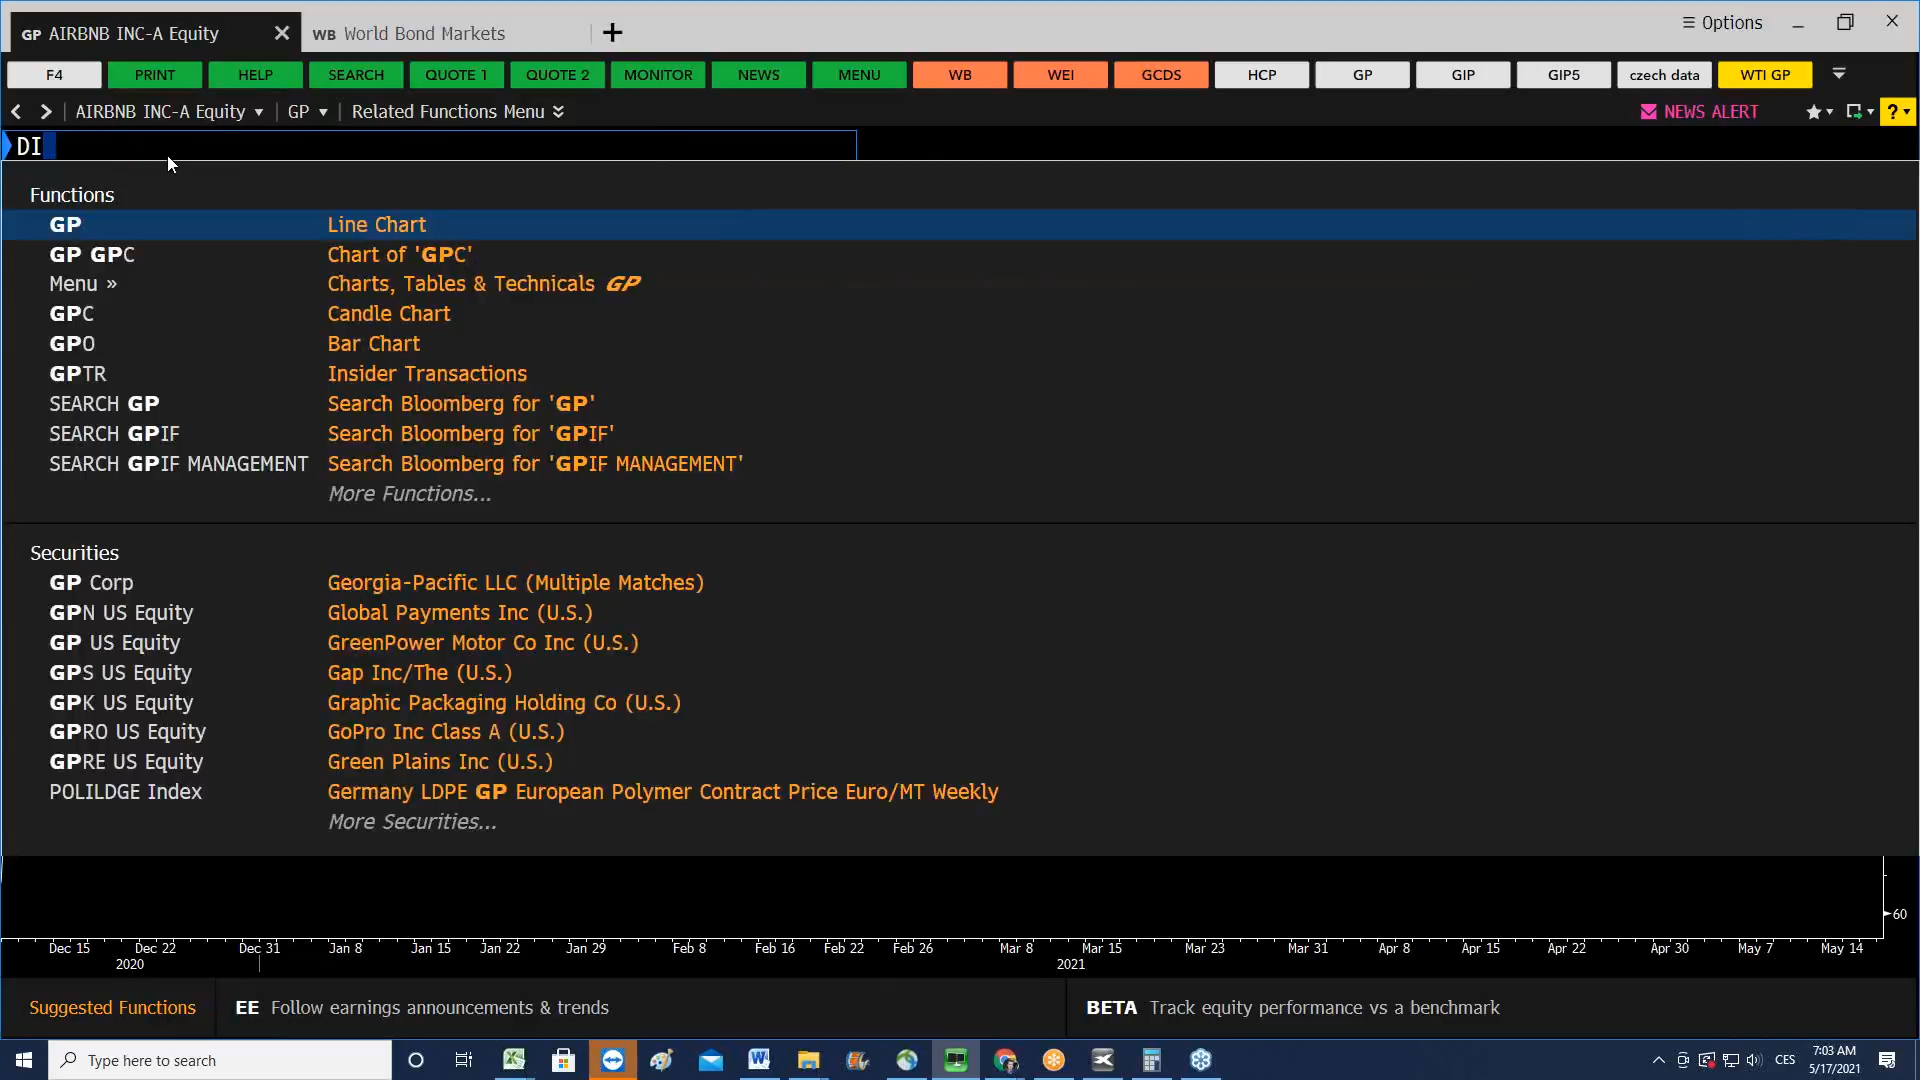 GP AIRBNB INC-A Equity
WB World Bond Markets
Options
F4 PRINT HELP SEARCH QUOTE 1 QUOTE 2 MONITOR NEWS MENU WB WEI GCDS HCP GP GIP GIP5 czech data WTI GP
AIRBNB INC-A Equity GP Related Functions Menu NEWS ALERT ?
DI
Functions
GP Line Chart
GP GPC Chart of 'GPC'
Menu » Charts, Tables & Technicals GP
GPC Candle Chart
GPO Bar Chart
GPTR Insider Transactions
SEARCH GP Search Bloomberg for 'GP'
SEARCH GPIF Search Bloomberg for 'GPIF'
SEARCH GPIF MANAGEMENT Search Bloomberg for 'GPIF MANAGEMENT'
More Functions...
Securities
GP Corp Georgia-Pacific LLC (Multiple Matches)
GPN US Equity Global Payments Inc (U.S.)
GP US Equity GreenPower Motor Co Inc (U.S.)
GPS US Equity Gap Inc/The (U.S.)
GPK US Equity Graphic Packaging Holding Co (U.S.)
GPRO US Equity GoPro Inc Class A (U.S.)
GPRE US Equity Green Plains Inc (U.S.)
POLILDGE Index Germany LDPE GP European Polymer Contract Price Euro/MT Weekly
More Securities...
60
Dec 15 Dec 22 Dec 31 Jan 8 Jan 15 Jan 22 Jan 29 Feb 8 Feb 16 Feb 22 Feb 26 Mar 8 Mar 15 Mar 23 Mar 31 Apr 8 Apr 15 Apr 22 Apr 30 May 7 May 14
2020 2021
Suggested Functions EE Follow earnings announcements & trends BETA Track equity performance vs a benchmark
Type here to search
CES
7:03 AM
5/17/2021